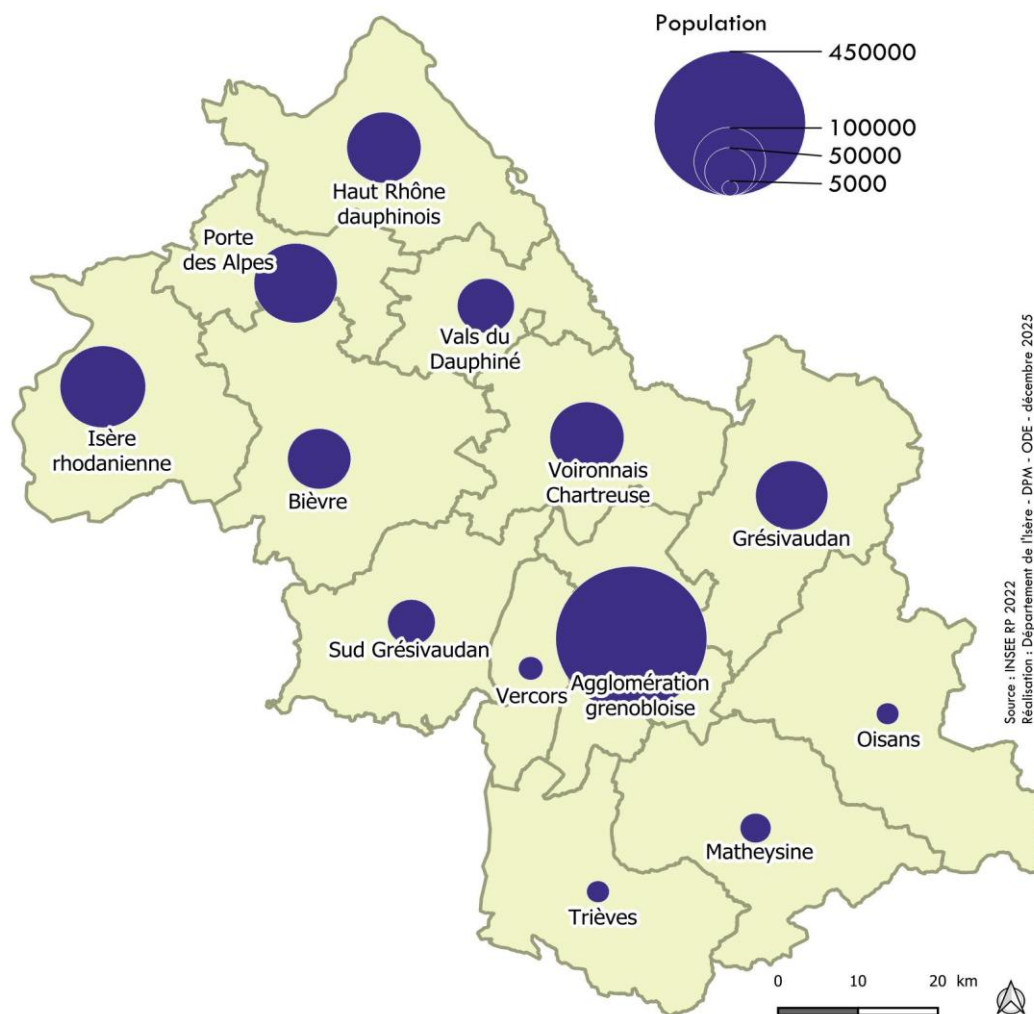 Population
450000
100000
50000
5000
Haut Rhône
dauphinois
Porte
des Alpes
Vals du
Dauphiné
Isère
rhodanienne
Bièvre
Voironnais
Chartreuse
Grésivaudan
Sud Grésivaudan
Vercors
Agglomération
grenobloise
Oisans
Matheysine
Trièves
0 10 20 km
Source : INSEE RP 2022
Réalisation : Département de l'Isère - DPM - ODE - décembre 2025